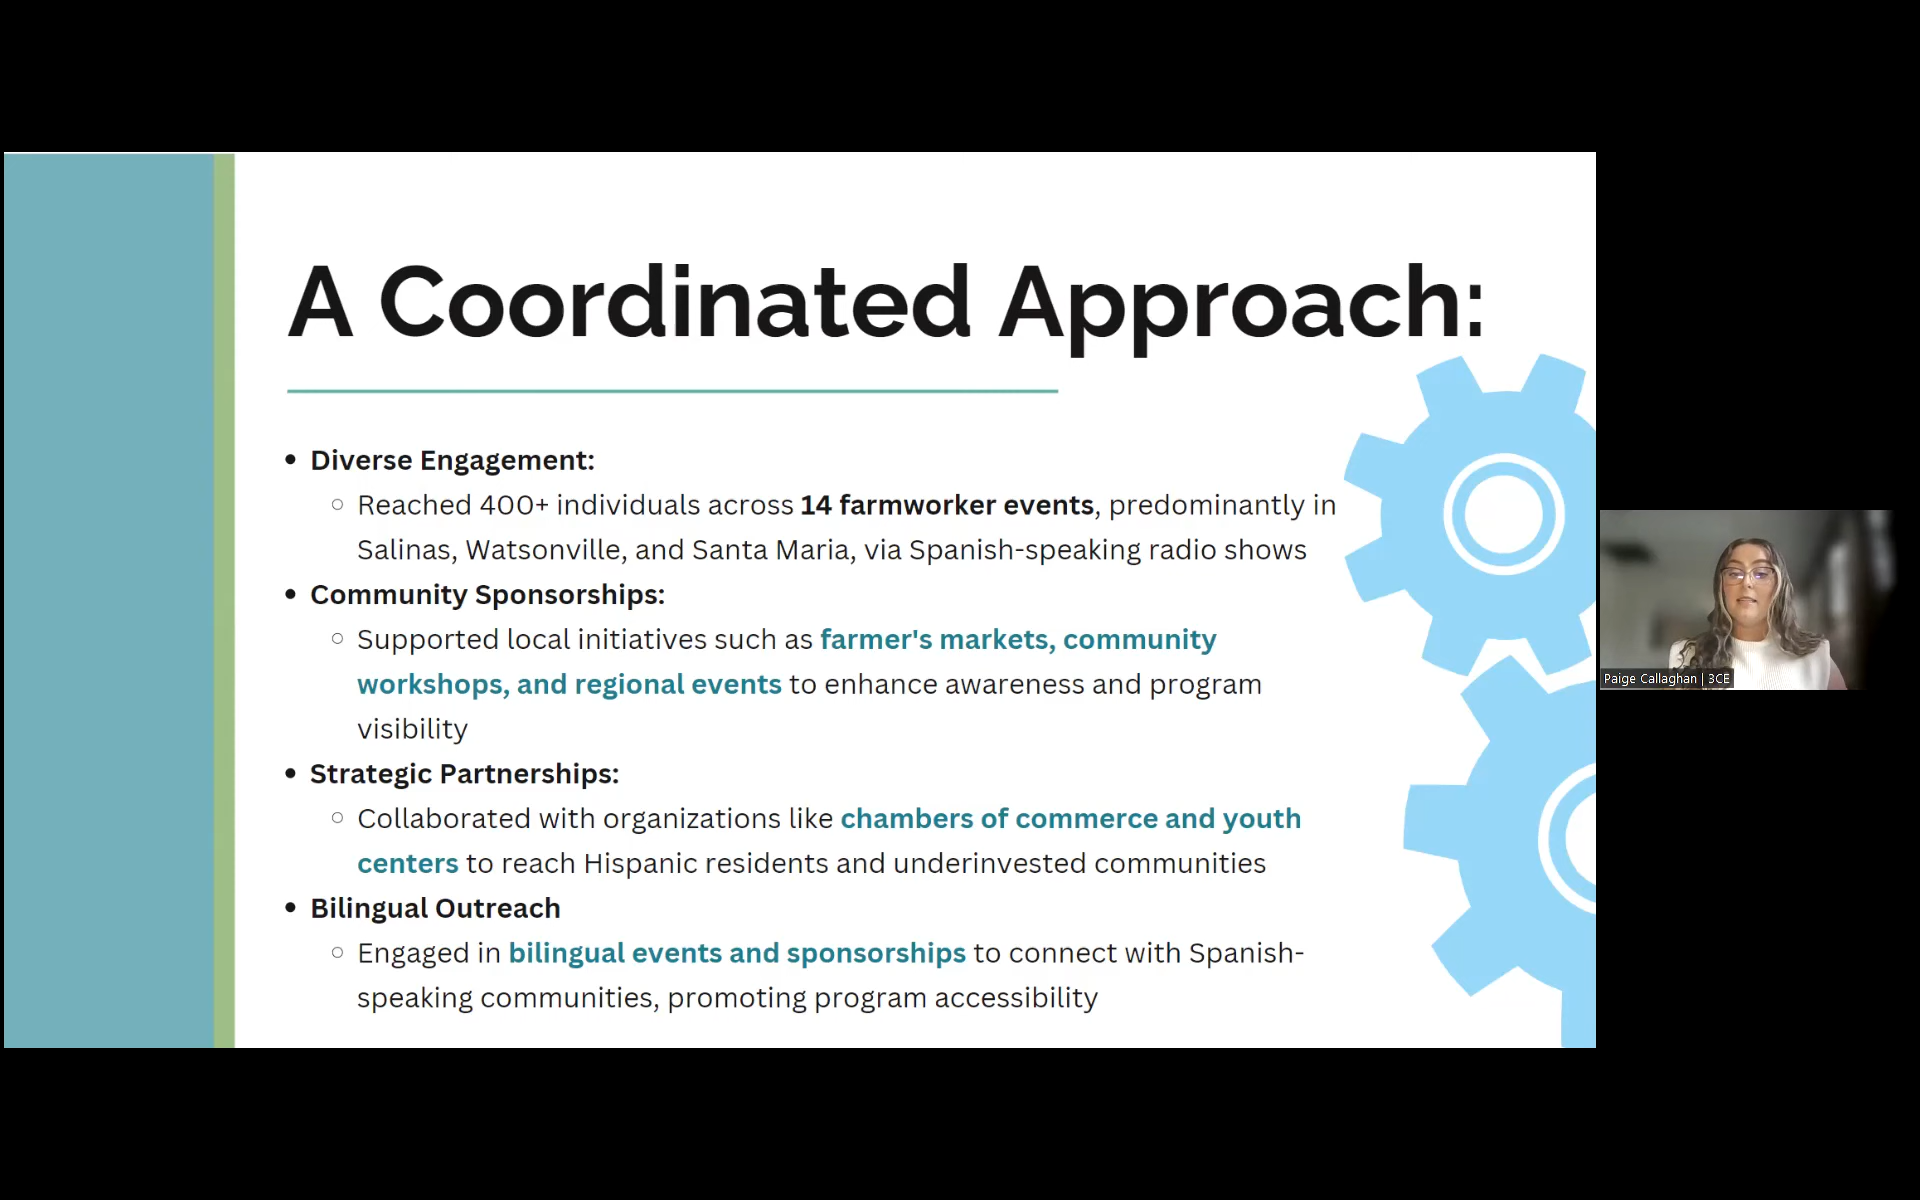 A Coordinated Approach:
• Diverse Engagement:
○ Reached 400+ individuals across 14 farmworker events, predominantly in
Salinas, Watsonville, and Santa Maria, via Spanish-speaking radio shows
• Community Sponsorships:
○ Supported local initiatives such as farmer's markets, community
workshops, and regional events to enhance awareness and program
visibility
• Strategic Partnerships:
○ Collaborated with organizations like chambers of commerce and youth
centers to reach Hispanic residents and underinvested communities
• Bilingual Outreach
○ Engaged in bilingual events and sponsorships to connect with Spanish-
speaking communities, promoting program accessibility
Paige Callaghan | 3CE